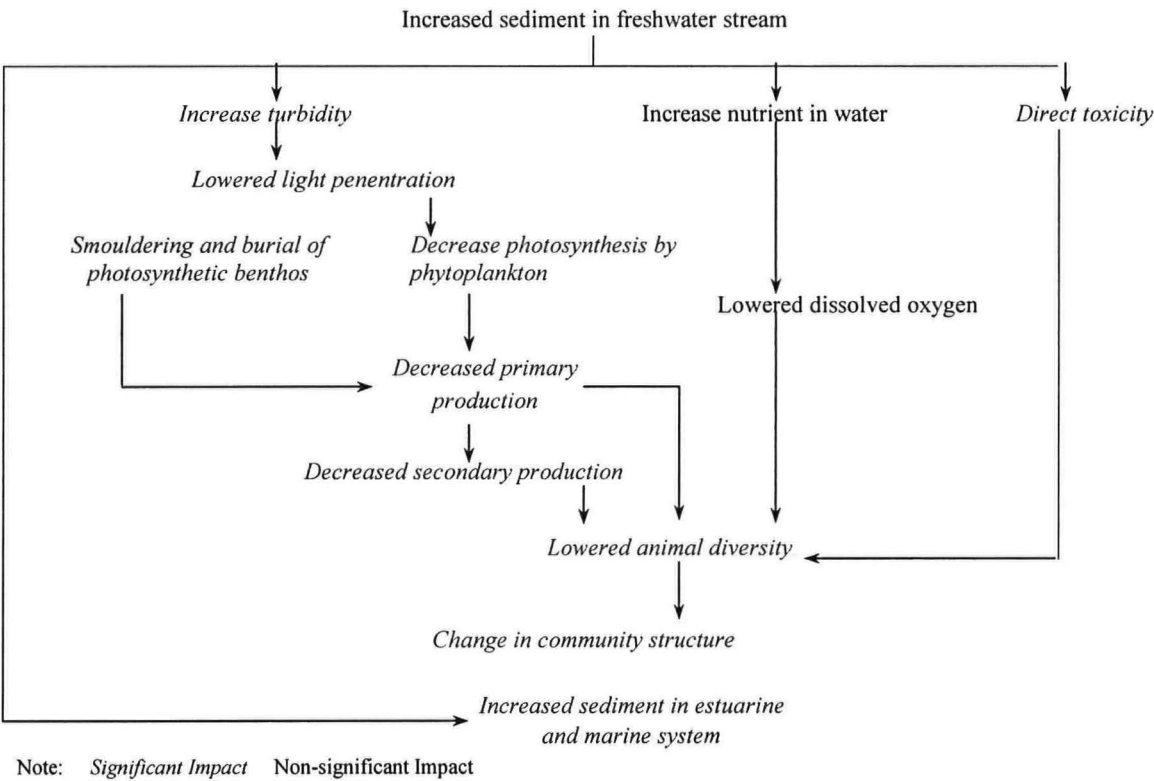 Increased sediment in freshwater stream
Increase turbidity
Increase nutrient in water
Direct toxicity
Lowered light penentration
Smouldering and burial of
photosynthetic benthos
Decrease photosynthesis by
phytoplankton
Lowered dissolved oxygen
Decreased primary
production
Decreased secondary production
Lowered animal diversity
Change in community structure
Increased sediment in estuarine
and marine system
Note: Significant Impact Non-significant Impact